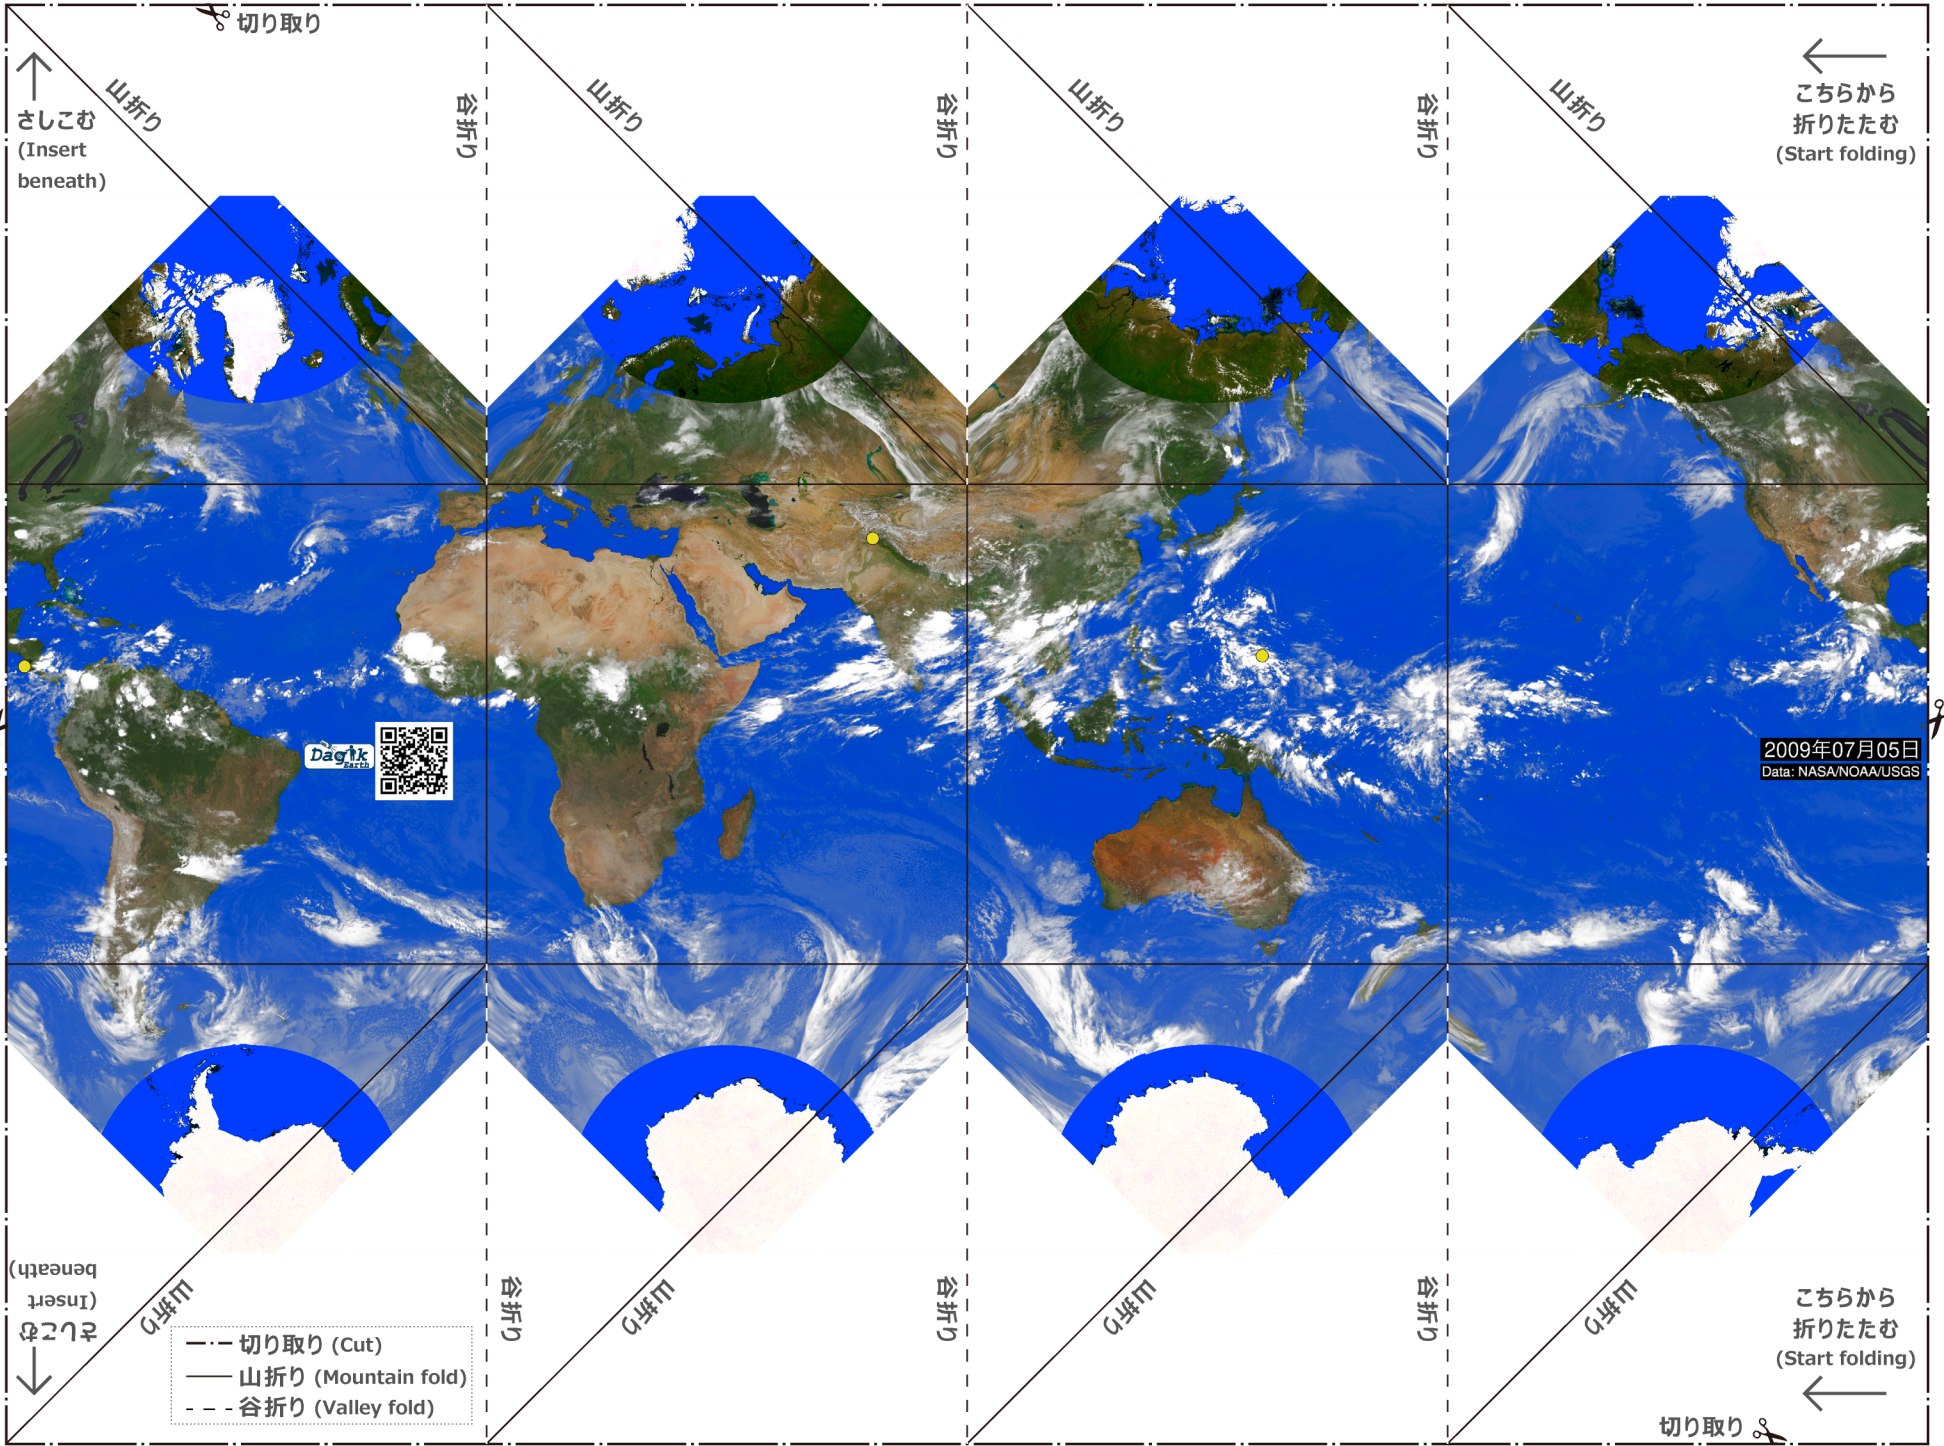 切り取り
山折り
谷折り
山折り
谷折り
山折り
谷折り
山折り
さしこむ
(Insert
beneath)
こちらから
折りたたむ
(Start folding)
Dagik
Earth
2009年07月05日
Data: NASA/NOAA/USGS
さしこむ
(Insert
beneath)
山折り
谷折り
山折り
谷折り
山折り
谷折り
山折り
こちらから
折りたたむ
(Start folding)
切り取り (Cut)
山折り (Mountain fold)
谷折り (Valley fold)
切り取り